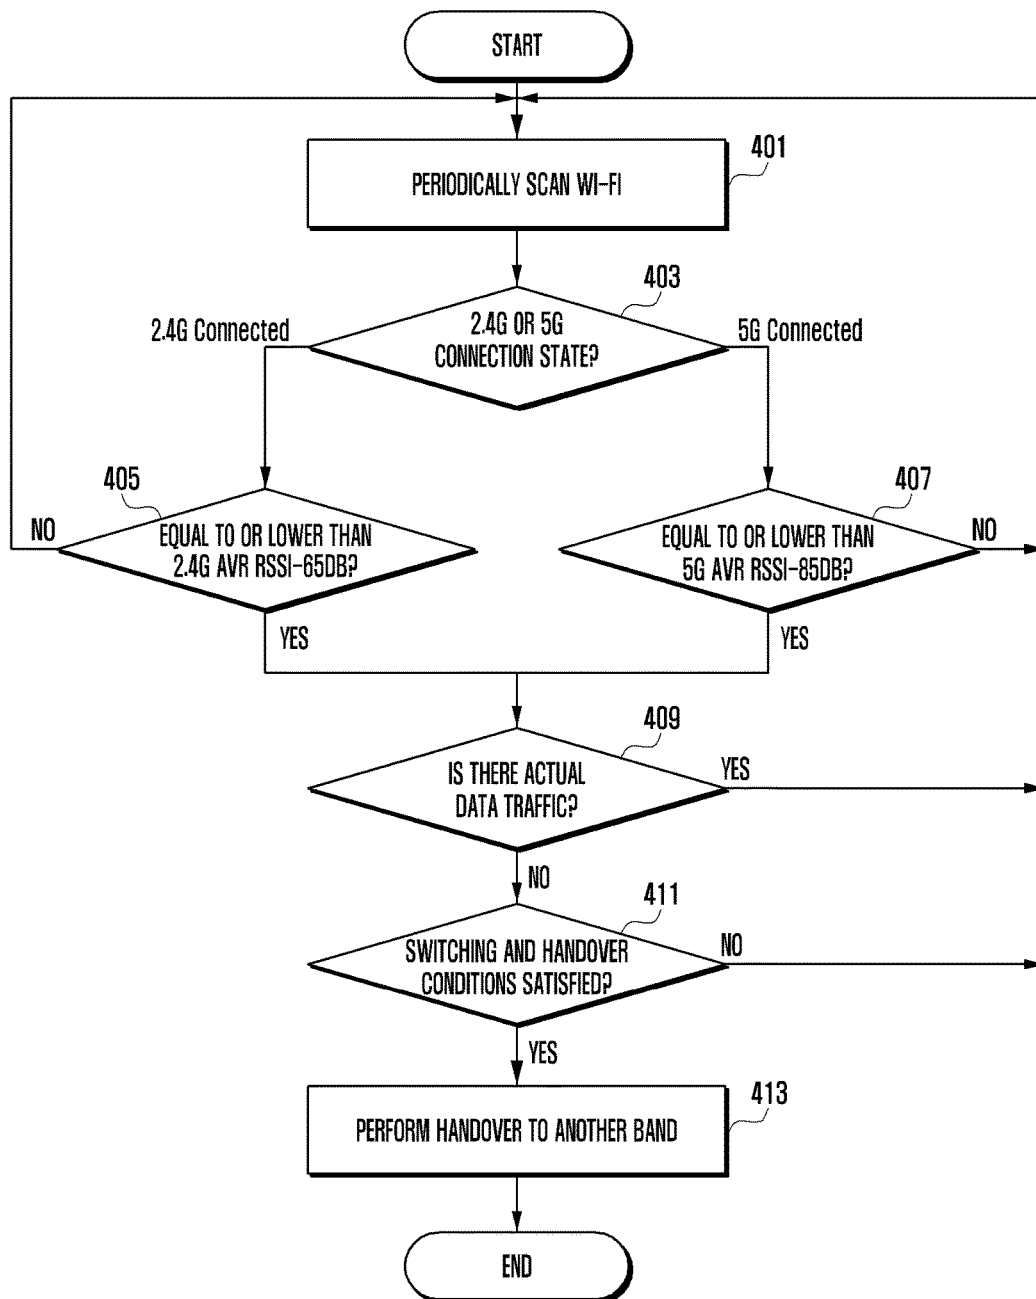 START
401
PERIODICALLY SCAN WI-FI
403
2.4G Connected
2.4G OR 5G
CONNECTION STATE?
5G Connected
405
407
NO
EQUAL TO OR LOWER THAN
2.4G AVR RSSI-65DB?
EQUAL TO OR LOWER THAN
5G AVR RSSI-85DB?
NO
YES
YES
409
IS THERE ACTUAL
DATA TRAFFIC?
YES
NO
411
SWITCHING AND HANDOVER
CONDITIONS SATISFIED?
NO
YES
413
PERFORM HANDOVER TO ANOTHER BAND
END